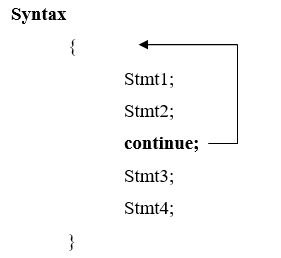 Syntax
{
Stmt1;
Stmt2;
continue;
Stmt3;
Stmt4;
}